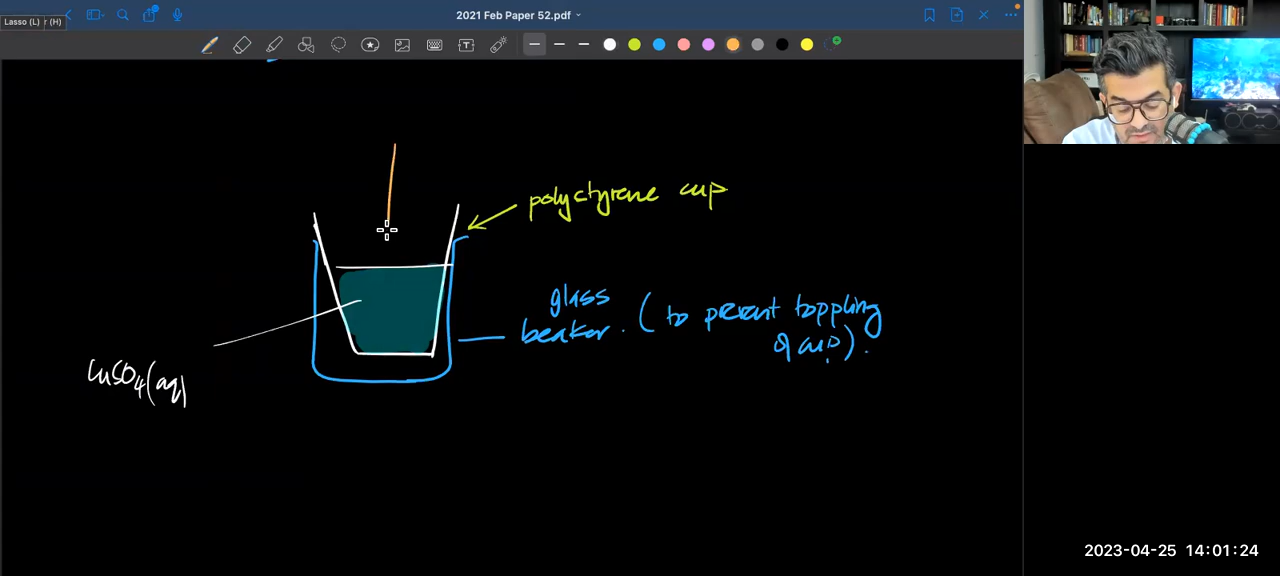 2021 Feb Paper 52.pdf
Lasso (L)
(H)
polystyrene cup
glass
beaker. (to prevent toppling
of cup).
CuSO4(aq)
2023-04-25 14:01:24